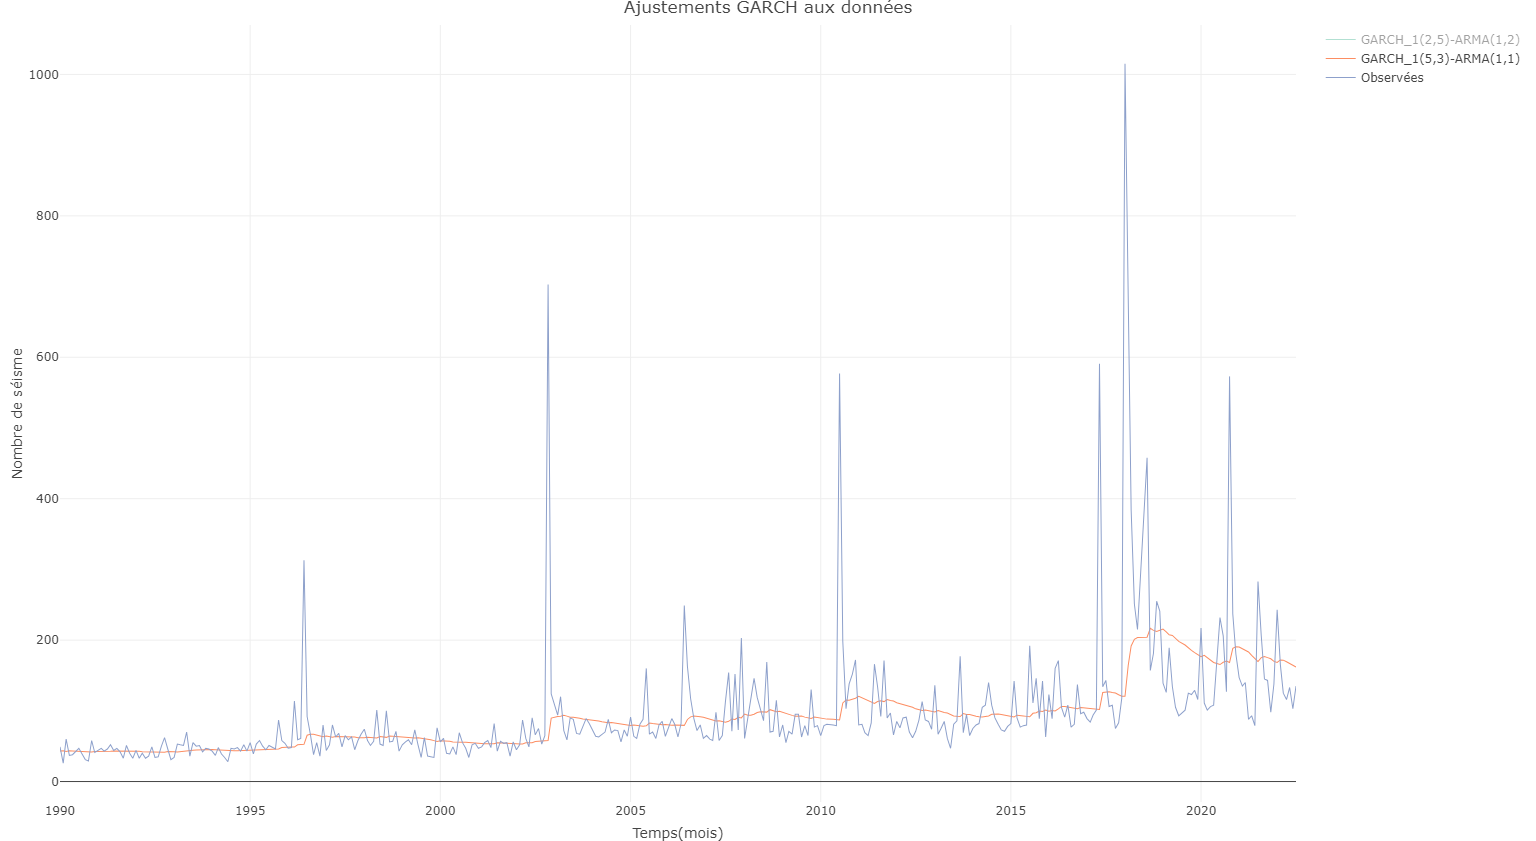 Ajustements GARCH aux données
GARCH_1(2,5)-ARMA(1,2)
GARCH_1(5,3)-ARMA(1,1)
Observées
1000
800
600
400
200
0
Nombre de séisme
1990
1995
2000
2005
2010
2015
2020
Temps(mois)